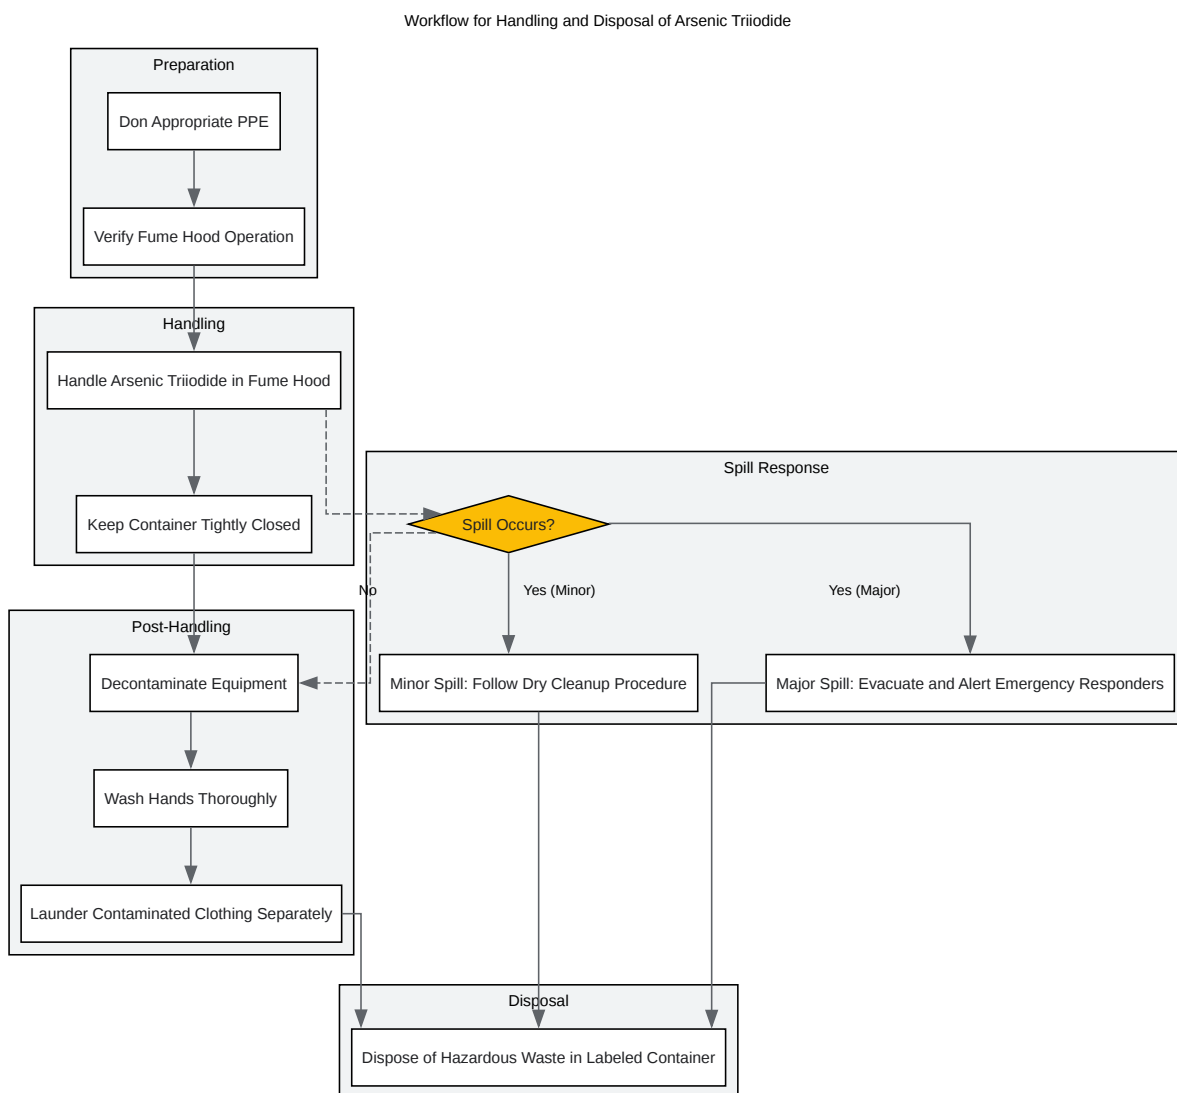 Workflow for Handling and Disposal of Arsenic Triiodide
Preparation
Don Appropriate PPE
Verify Fume Hood Operation
Handling
Handle Arsenic Triiodide in Fume Hood
Keep Container Tightly Closed
Spill Response
Spill Occurs?
No
Yes (Minor)
Yes (Major)
Minor Spill: Follow Dry Cleanup Procedure
Major Spill: Evacuate and Alert Emergency Responders
Post-Handling
Decontaminate Equipment
Wash Hands Thoroughly
Launder Contaminated Clothing Separately
Disposal
Dispose of Hazardous Waste in Labeled Container